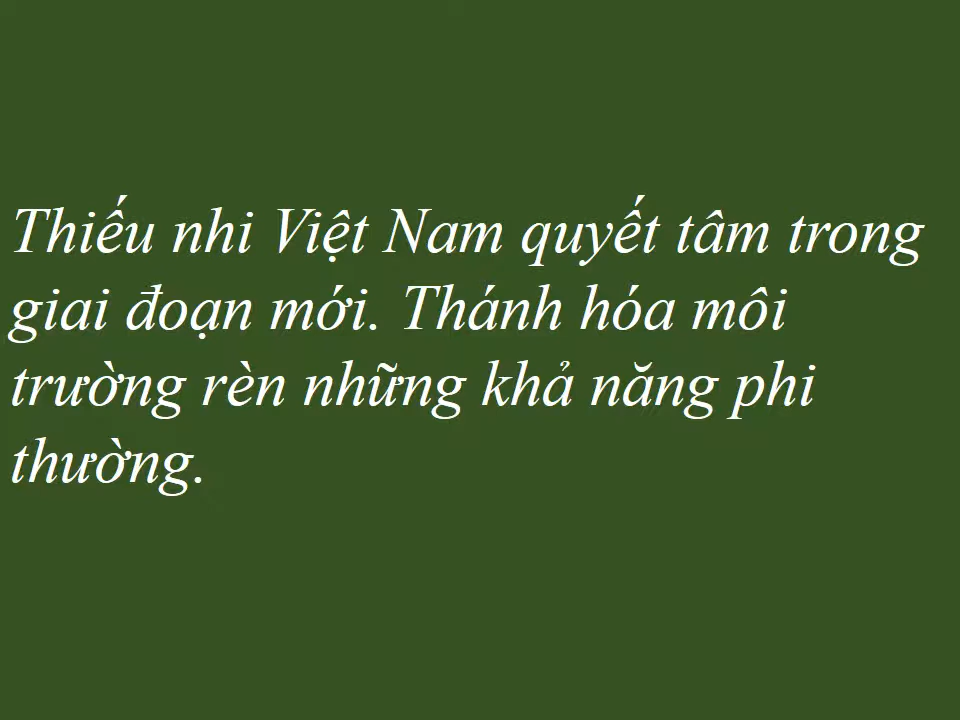 Thiếu nhi Việt Nam quyết tâm trong
giai đoạn mới. Thánh hóa môi
trường rèn những khả năng phi
thường.